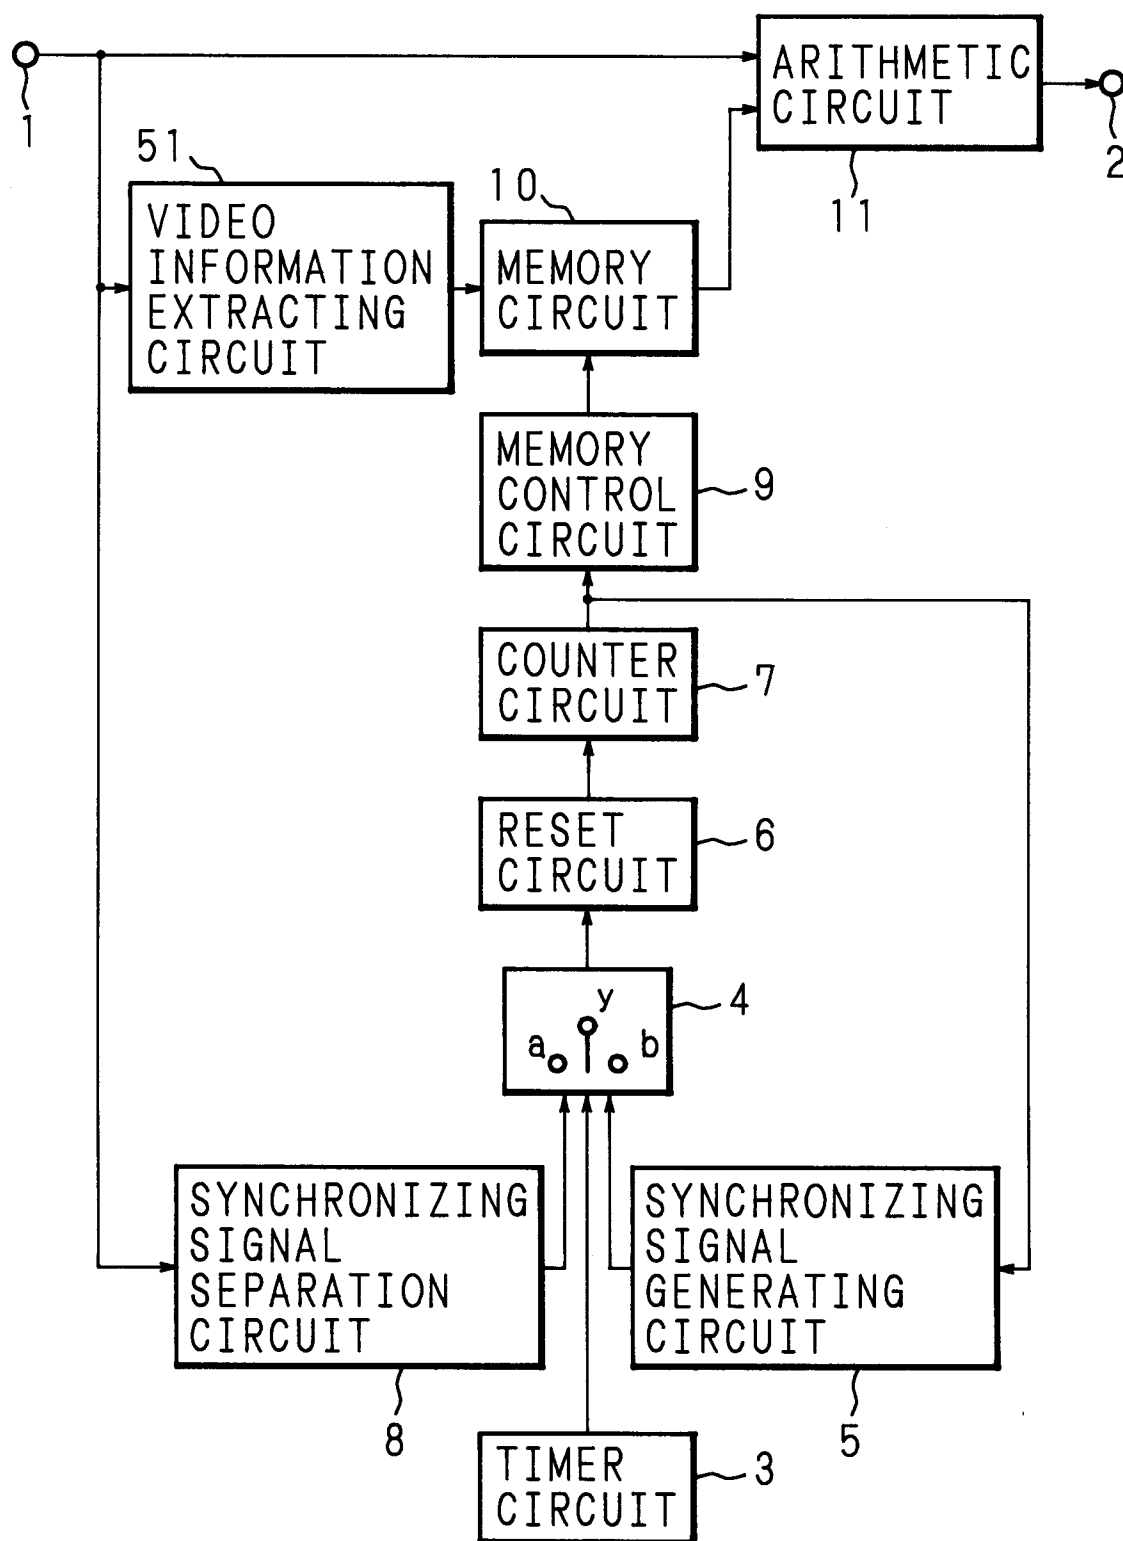 ARITHMETIC
CIRCUIT
1
2
11
51
10
VIDEO
INFORMATION
EXTRACTING
CIRCUIT
MEMORY
CIRCUIT
MEMORY
CONTROL
CIRCUIT
9
COUNTER
CIRCUIT
7
RESET
CIRCUIT
6
y
a
b
4
SYNCHRONIZING
SIGNAL
SEPARATION
CIRCUIT
8
SYNCHRONIZING
SIGNAL
GENERATING
CIRCUIT
5
TIMER
CIRCUIT
3